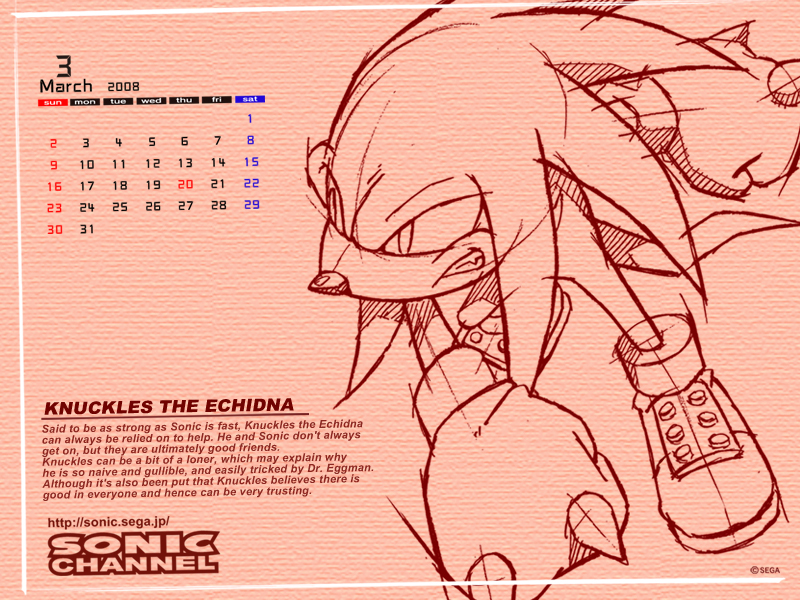 3
March 2008
sun mon tue wed thu fry sat
1
2 3 4 5 6 7 8
9 10 11 12 13 14 15
16 17 18 19 20 21 22
23 24 25 26 27 28 29
30 31
KNUCKLES THE ECHIDNA
Said to be as strong as Sonic is fast, Knuckles the Echidna
can always be relied on to help. He and Sonic don't always
get on, but they are ultimately good friends.
Knuckles can be a bit of a loner, which may explain why
he is so naive and gullible, and easily tricked by Dr. Eggman.
Although it's also been put that Knuckles believes there is
good in everyone and hence can be very trusting.
http://sonic.sega.jp/
SONIC
CHANNEL
©SEGA